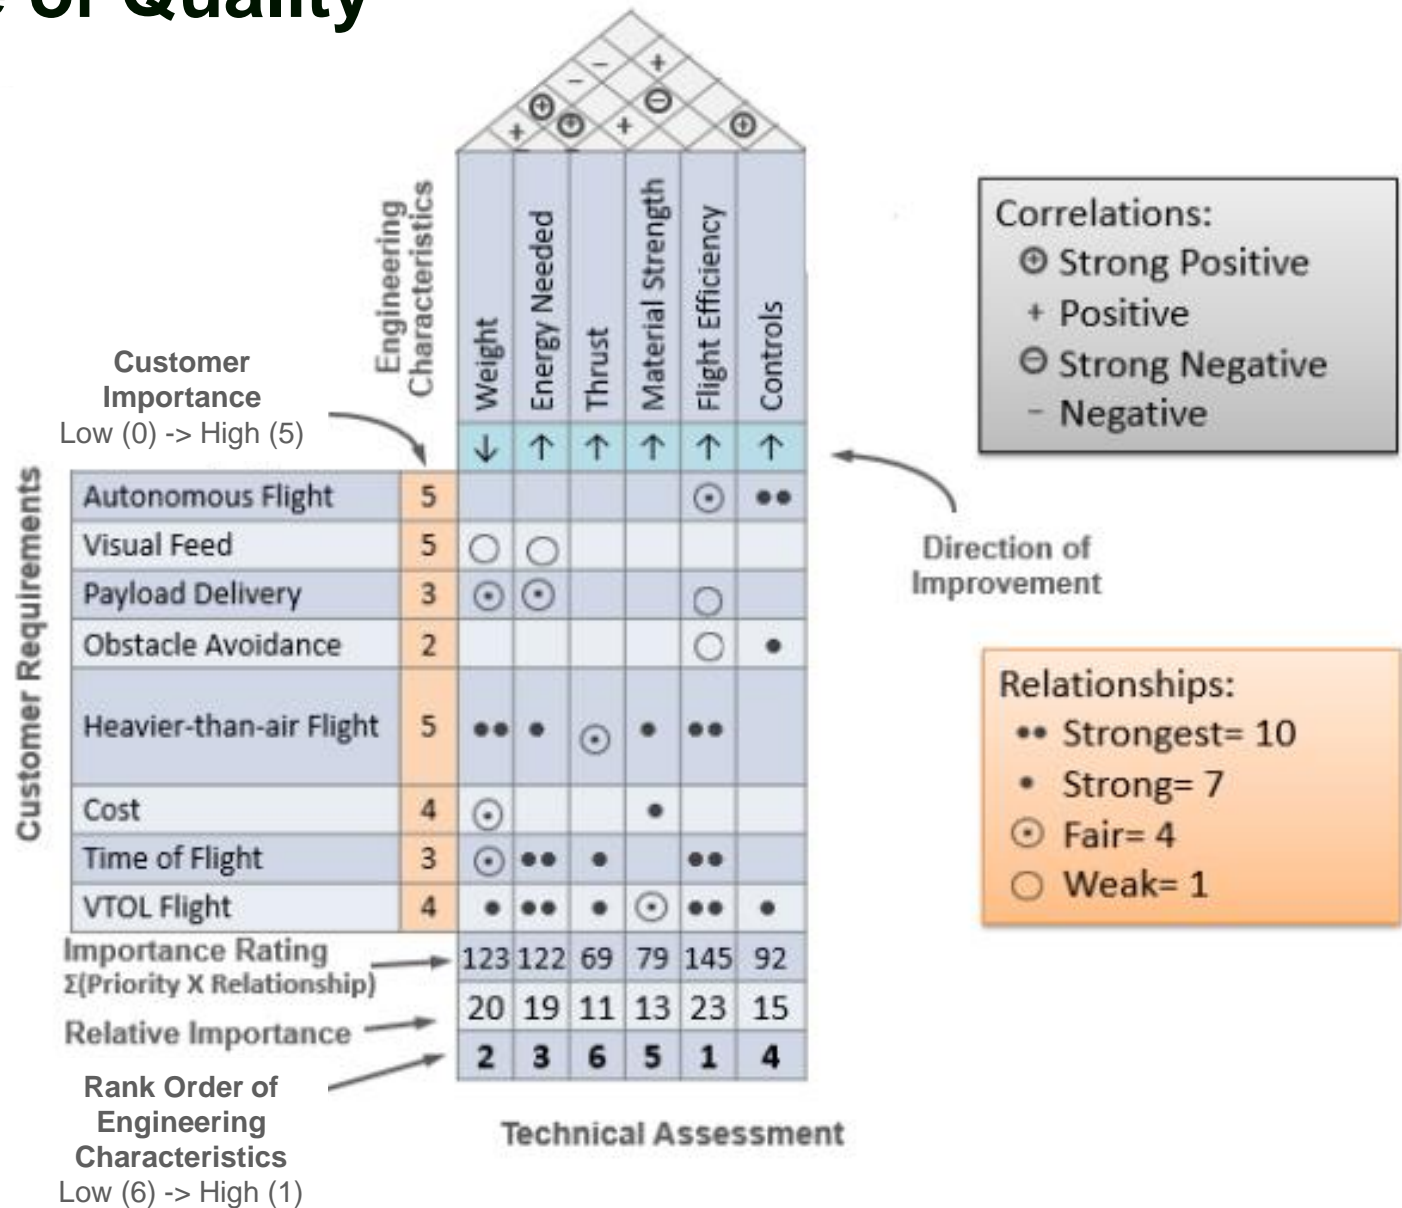 of Quality
Engineering
Characteristics
Weight
Energy Needed
Thrust
Material Strength
Flight Efficiency
Controls
Correlations:
⊕ Strong Positive
+ Positive
⊖ Strong Negative
- Negative
Customer
Importance
Low (0) -> High (5)
↓ ↑ ↑ ↑ ↑ ↑
Direction of
Improvement
Customer Requirements
Autonomous Flight 5 ⊙ ●●
Visual Feed 5 ○ ○
Payload Delivery 3 ⊙ ⊙ ○
Obstacle Avoidance 2 ○ ●
Heavier-than-air Flight 5 ●● ● ⊙ ● ●●
Cost 4 ⊙ ●
Time of Flight 3 ⊙ ●● ● ●●
VTOL Flight 4 ● ●● ● ⊙ ●● ●
Relationships:
●● Strongest= 10
● Strong= 7
⊙ Fair= 4
○ Weak= 1
Importance Rating
Σ(Priority X Relationship)
123 122 69 79 145 92
Relative Importance
20 19 11 13 23 15
Rank Order of
Engineering
Characteristics
Low (6) -> High (1)
2 3 6 5 1 4
Technical Assessment